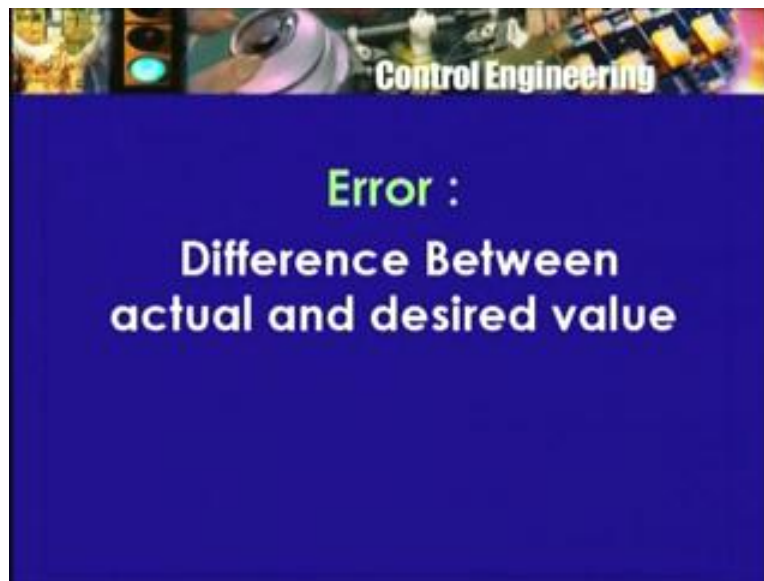 Control Engineering
Error :
Difference Between
actual and desired value